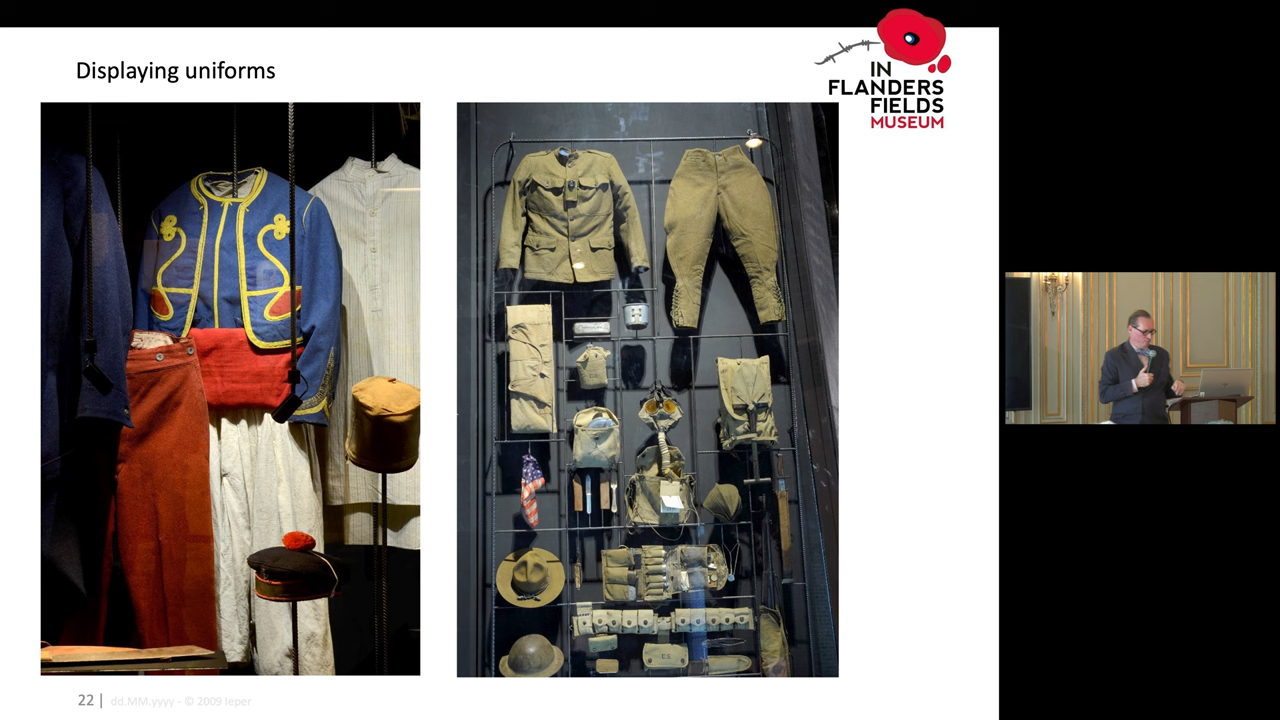 Displaying uniforms
IN
FLANDERS
FIELDS
MUSEUM
22 | dd.MM.yyyy - © 2009 Ieper